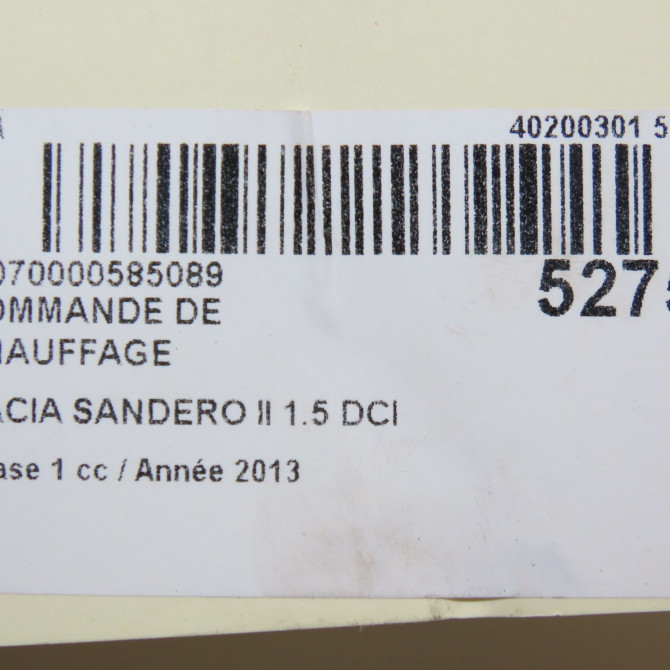 A 40200301 5
070000585089 5275
OMMANDE DE
HAUFFAGE
ACIA SANDERO II 1.5 DCI
ase 1 cc / Année 2013